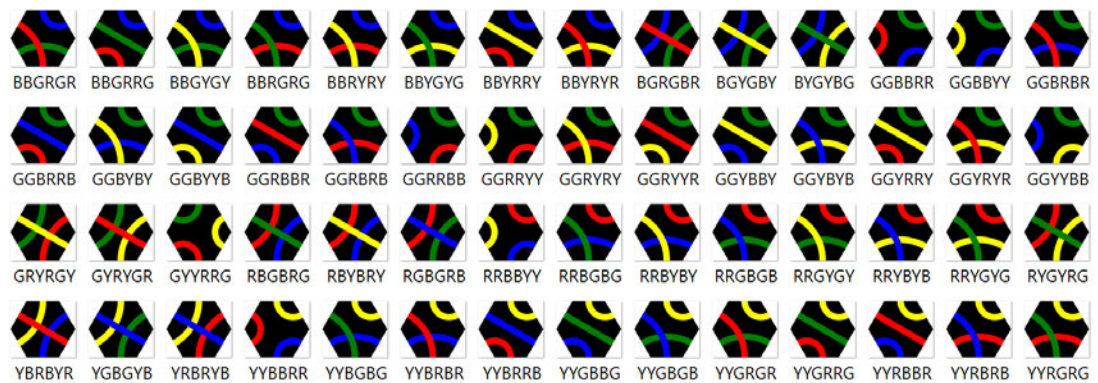 BBGRGR BBGRRG BBGYGY BBRGRG BBRYRY BBYGYG BBYRRY BBYRYR BGRGBR BGYGBY BYGYBG GGBBRR GGBBYY GGBRBR
GGBRRB GGBYBY GGBYYB GGRBBR GGRBRB GGRRBB GGRRYY GGRYRY GGRYYR GGYBBY GGYBYB GGYRRY GGYRYR GGYYBB
GRYRGY GYRYGR GYYRRG RBGBRG RBYBRY RGBGRB RRBBYY RRBGBG RRBYBY RRGBGB RRGYGY RRYBYB RRYGYG RYGYRG
YBRBYR YGBGYB YRBRYB YYBBRR YYBGBG YYBRBR YYBRRB YYGBBG YYGBGB YYGRGR YYGRRG YYRBBR YYRBRB YYRGRG